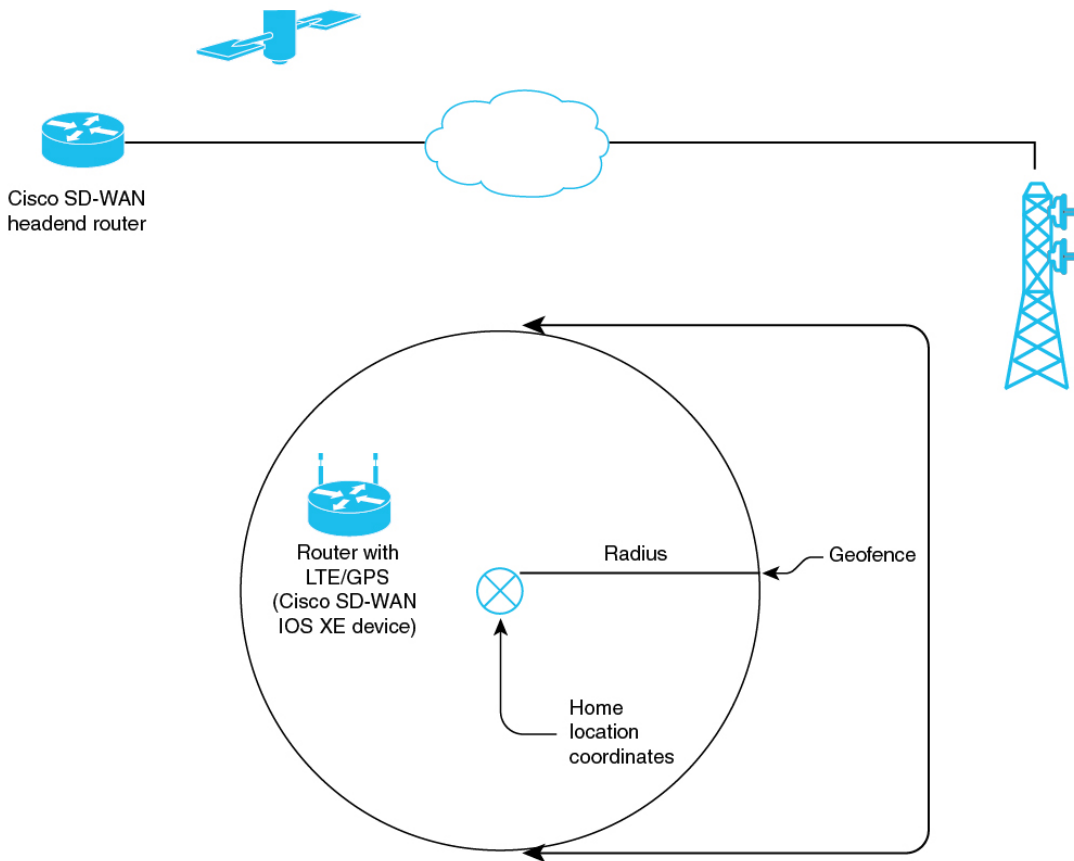 Cisco SD-WAN
headend router
Router with
LTE/GPS
(Cisco SD-WAN
IOS XE device)
Radius
Geofence
Home
location
coordinates